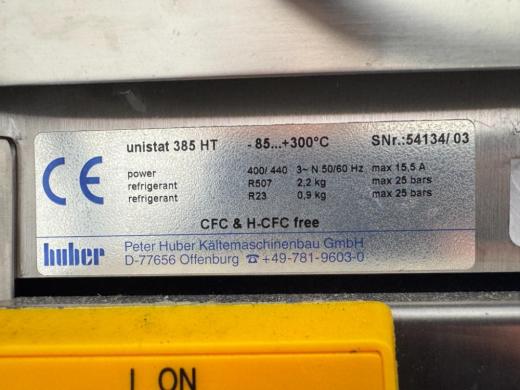 CE
unistat 385 HT - 85...+300°C SNr.:54134/ 03
power 400/ 440 3~ N 50/60 Hz max 15,5 A
refrigerant R507 2,2 kg max 25 bars
refrigerant R23 0,9 kg max 25 bars
CFC & H-CFC free
huber Peter Huber Kältemaschinenbau GmbH
D-77656 Offenburg ☎+49-781-9603-0
I ON